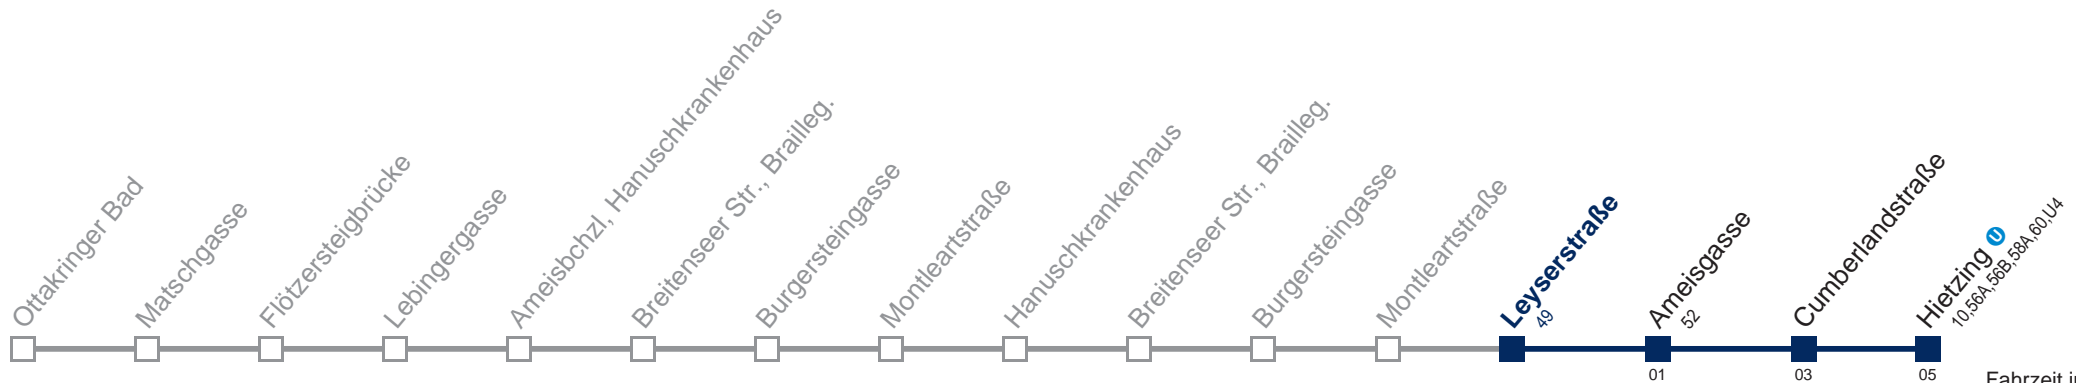 Ottakringer Bad
Matschgasse
Flötzersteigbrücke
Lebingergasse
Ameisbchzl, Hanuschkrankenhaus
Breitenseer Str., Brailleg.
Burgersteingasse
Montleartstraße
Hanuschkrankenhaus
Breitenseer Str., Brailleg.
Burgersteingasse
Montleartstraße
Leyserstraße
49
Ameisgasse
52
Cumberlandstraße
Hietzing U
10,56A,56B,58A,60,U4
01
03
05
Fahrzeit